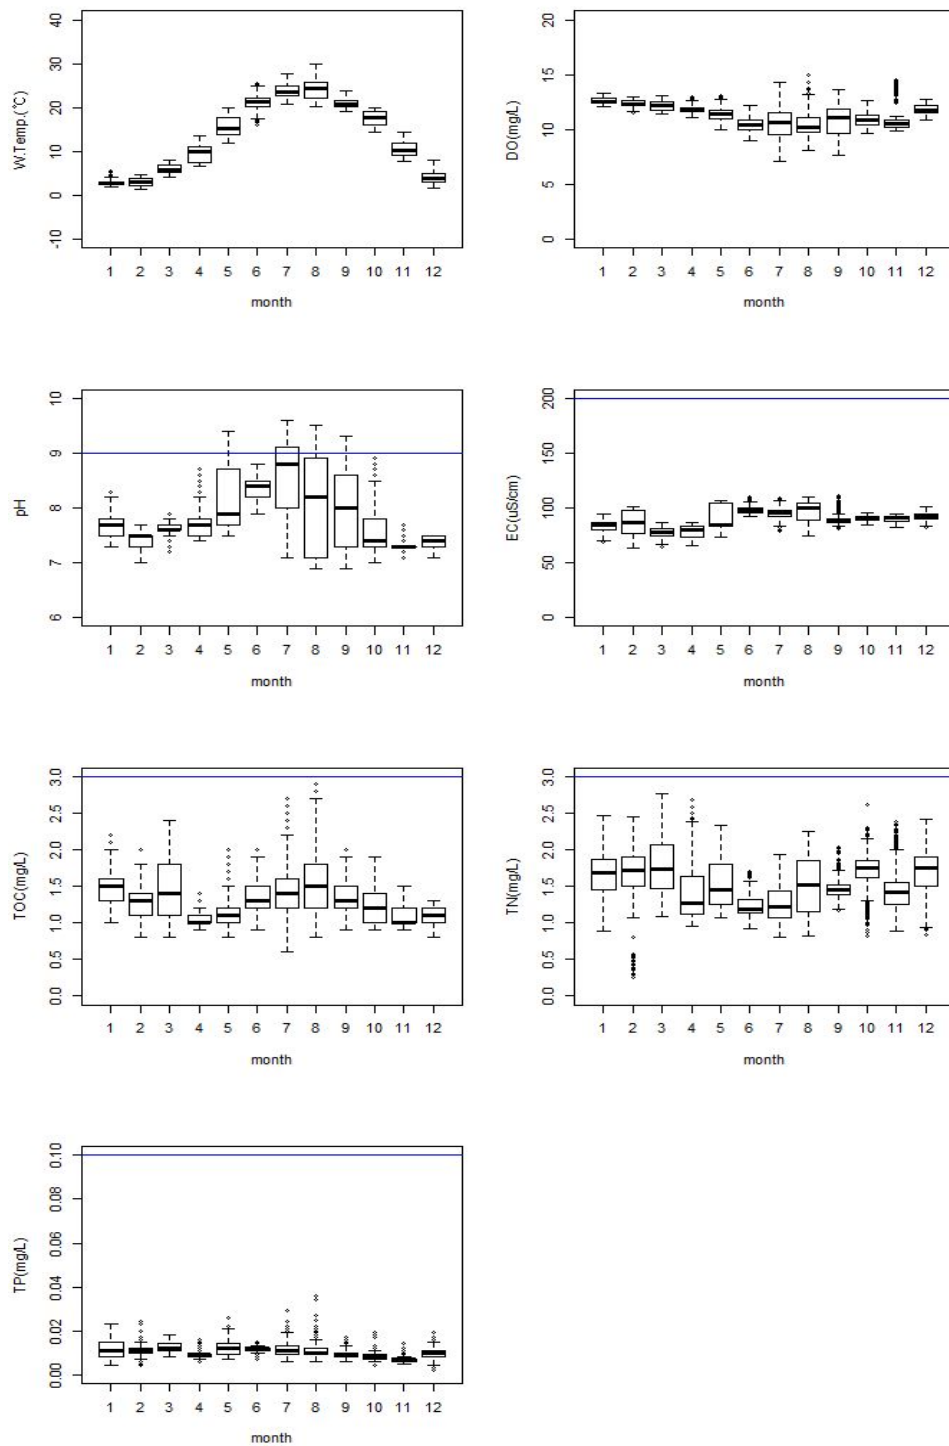 W.Temp.(℃)
40
30
20
10
0
-10
1 2 3 4 5 6 7 8 9 10 11 12
month
DO(mg/L)
20
15
10
5
0
1 2 3 4 5 6 7 8 9 10 11 12
month
pH
10
9
8
7
6
1 2 3 4 5 6 7 8 9 10 11 12
month
EC(uS/cm)
200
150
100
50
0
1 2 3 4 5 6 7 8 9 10 11 12
month
TOC(mg/L)
3.0
2.5
2.0
1.5
1.0
0.5
0.0
1 2 3 4 5 6 7 8 9 10 11 12
month
TN(mg/L)
3.0
2.5
2.0
1.5
1.0
0.5
0.0
1 2 3 4 5 6 7 8 9 10 11 12
month
TP(mg/L)
0.10
0.08
0.06
0.04
0.02
0.00
1 2 3 4 5 6 7 8 9 10 11 12
month